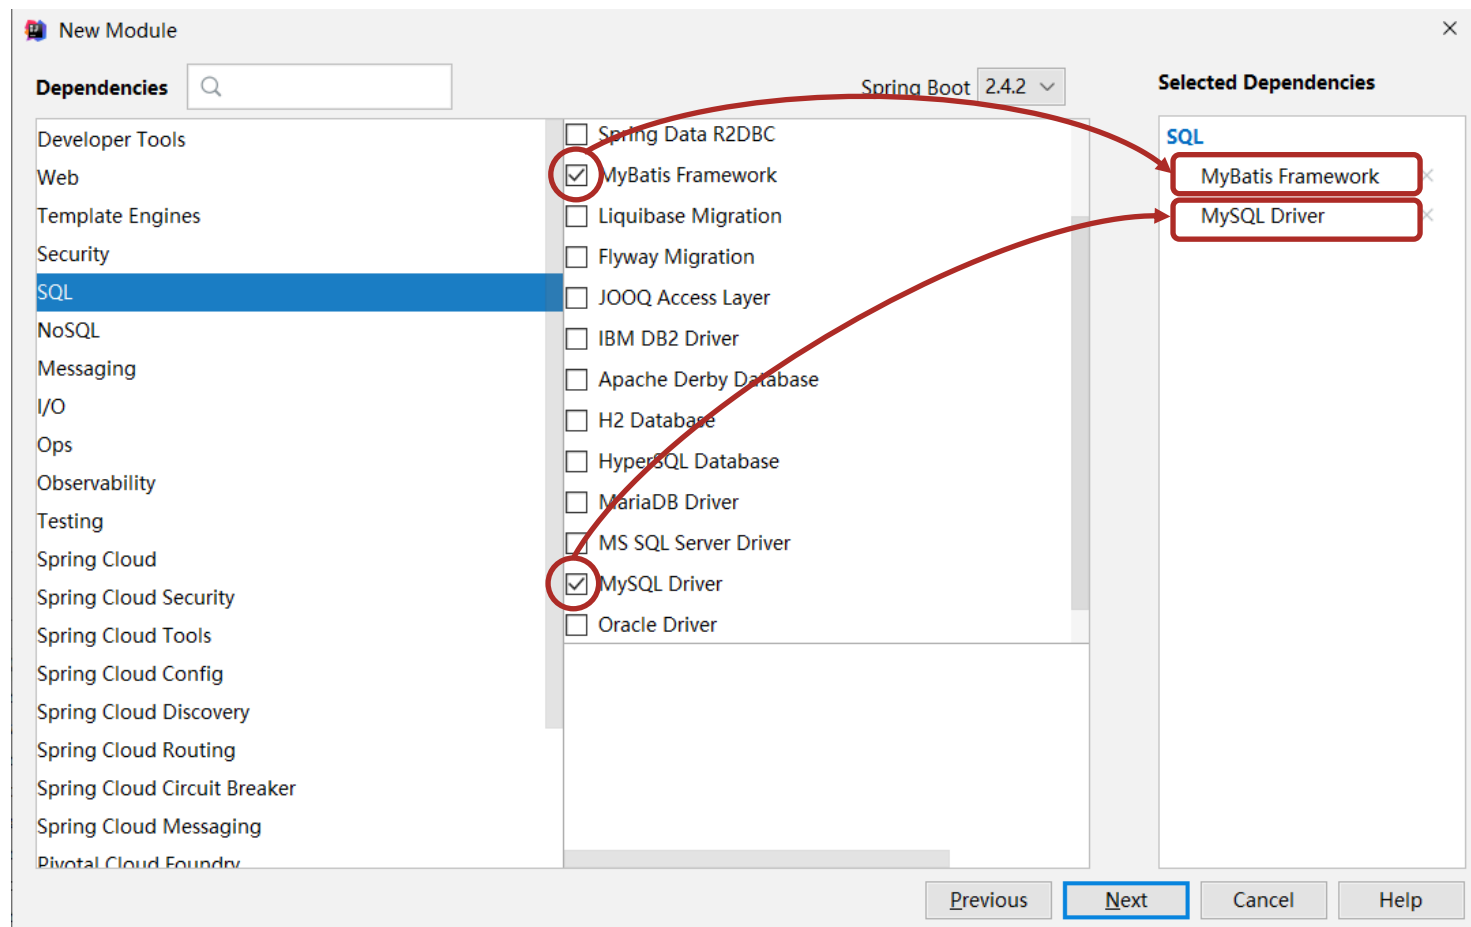 New Module
Dependencies
Spring Boot 2.4.2
Selected Dependencies
Developer Tools
Web
Template Engines
Security
SQL
NoSQL
Messaging
I/O
Ops
Observability
Testing
Spring Cloud
Spring Cloud Security
Spring Cloud Tools
Spring Cloud Config
Spring Cloud Discovery
Spring Cloud Routing
Spring Cloud Circuit Breaker
Spring Cloud Messaging
Pivotal Cloud Foundry
Spring Data R2DBC
MyBatis Framework
Liquibase Migration
Flyway Migration
JOOQ Access Layer
IBM DB2 Driver
Apache Derby Database
H2 Database
HyperSQL Database
MariaDB Driver
MS SQL Server Driver
MySQL Driver
Oracle Driver
SQL
MyBatis Framework
MySQL Driver
Previous
Next
Cancel
Help